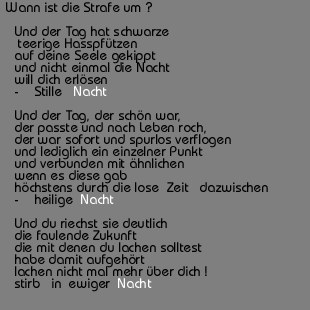 Wann ist die Strafe um ?
Und der Tag hat schwarze
teerige Hasspfützen
auf deine Seele gekippt
und nicht einmal die Nacht
will dich erlösen
- Stille Nacht
Und der Tag, der schön war,
der passte und nach Leben roch,
der war sofort und spurlos verflogen
und lediglich ein einzelner Punkt
und verbunden mit ähnlichen
wenn es diese gab
höchstens durch die lose Zeit dazwischen
- heilige Nacht
Und du riechst sie deutlich
die faulende Zukunft
die mit denen du lachen solltest
habe damit aufgehört
lachen nicht mal mehr über dich !
stirb in ewiger Nacht